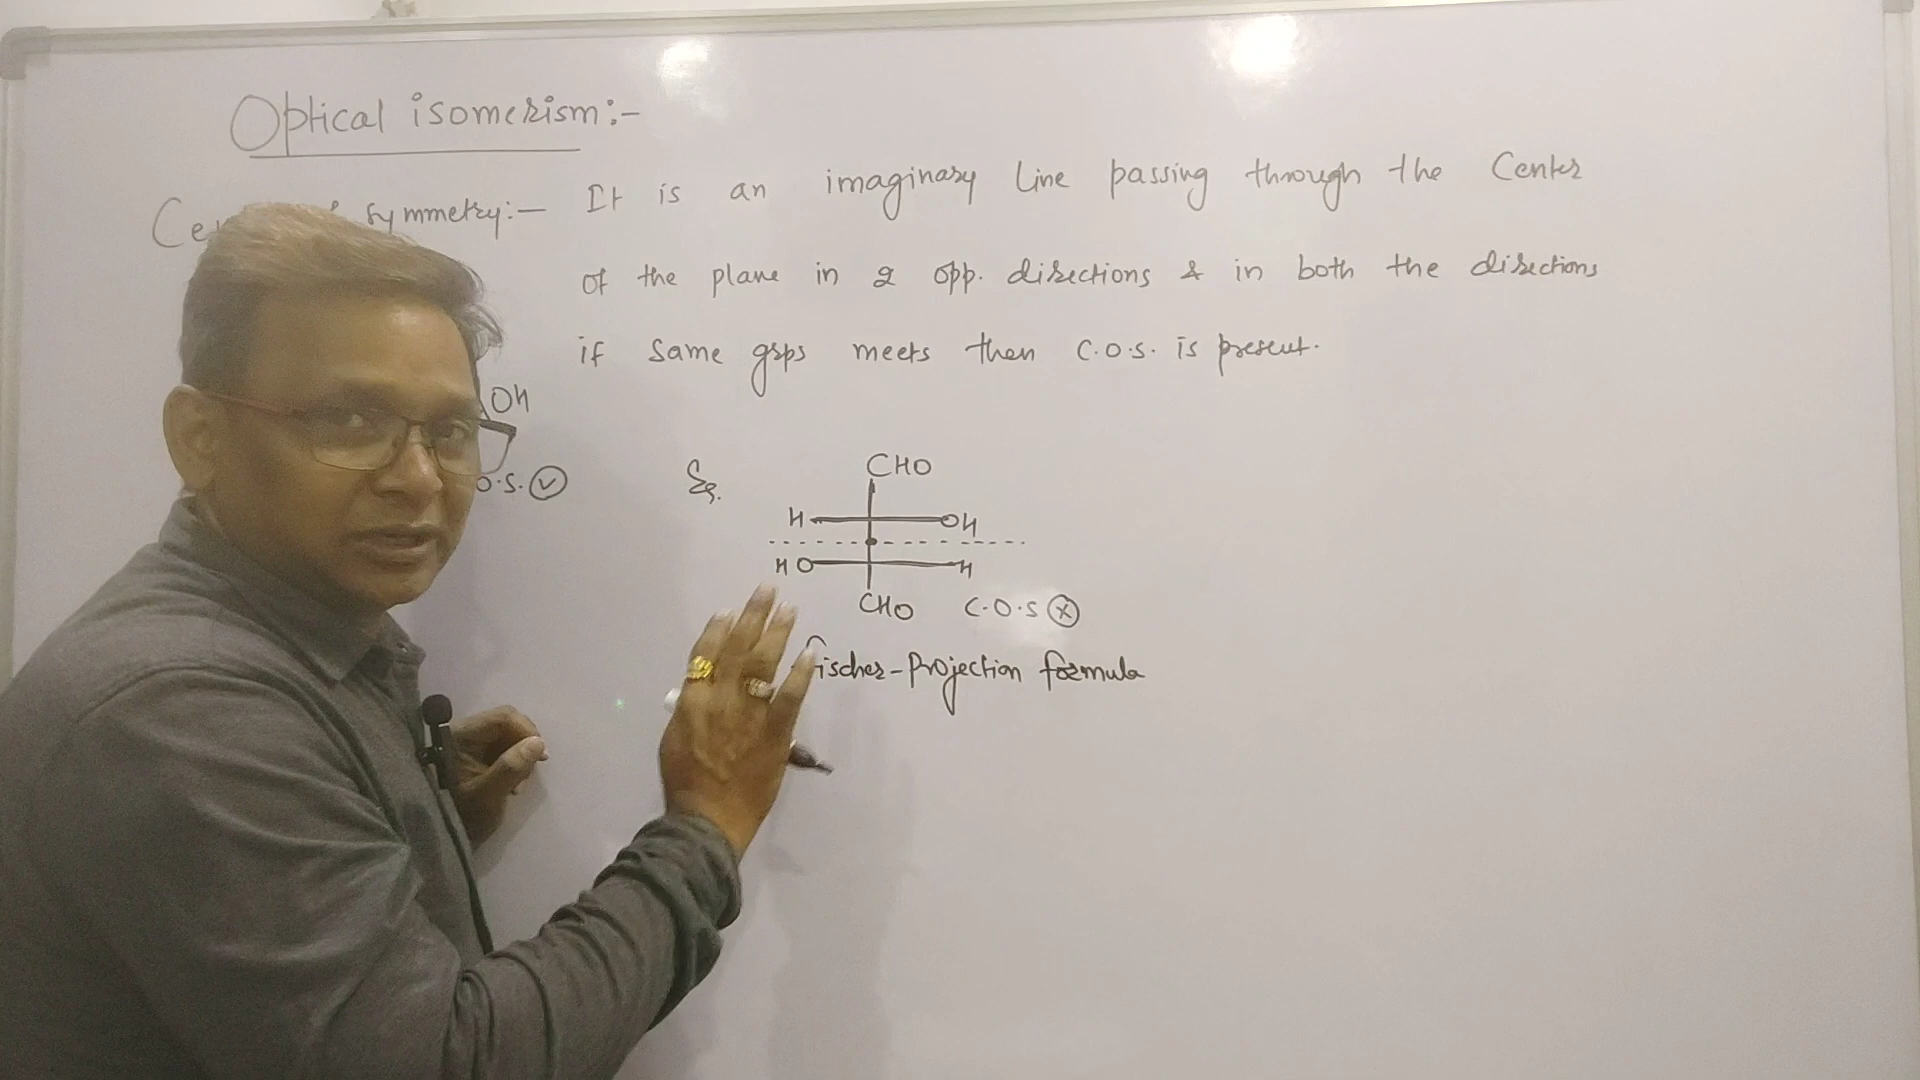 Optical isomerism:-
symmetry:- It is an imaginary line passing through the Center
of the plane in 2 opp. directions & in both the directions
if same grps meets then C.O.S. is present.
OH
O.S. ✓
Eg.
CHO
H OH
HO H
CHO C.O.S X
Fischer-Projection formula